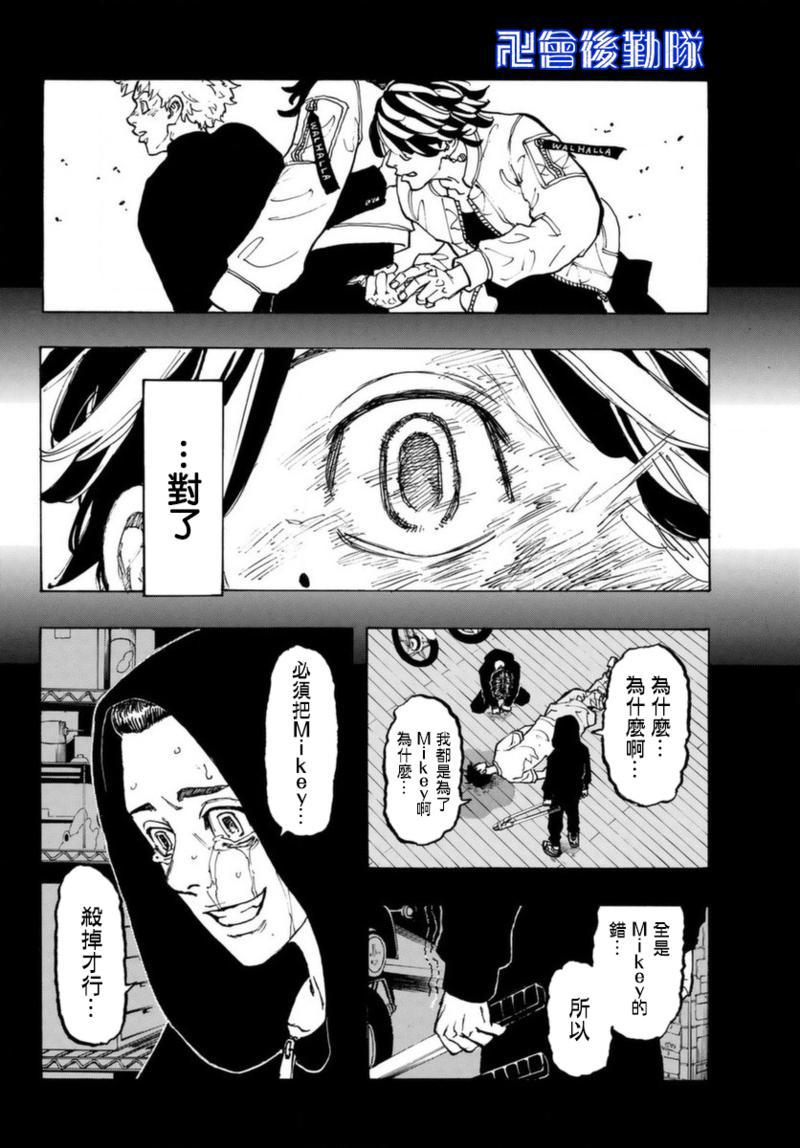 卍會後勤隊
WALHALLA
WALHALLA
…對了
為什麼…
為什麼啊…
我都是為了
Mikey啊
為什麼…
必須把Mikey…
全是
Mikey的
錯…
所以
殺掉才行…